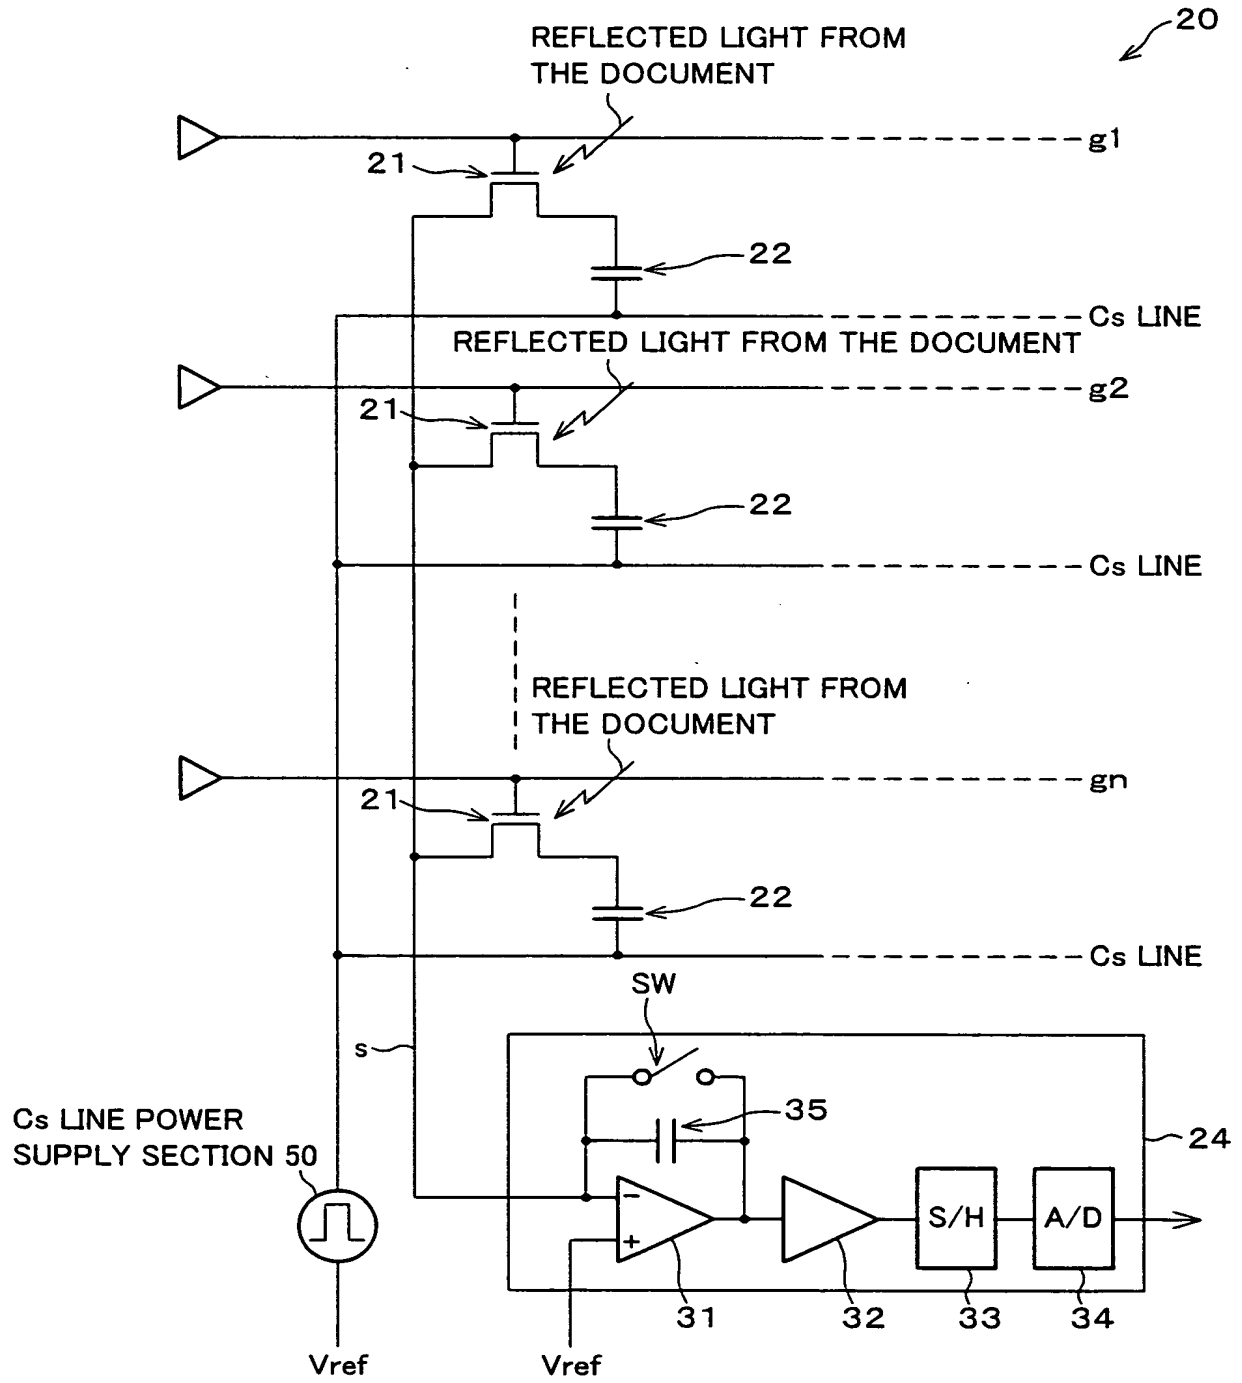 20
REFLECTED LIGHT FROM
THE DOCUMENT
g1
21
22
Cs LINE
REFLECTED LIGHT FROM THE DOCUMENT
g2
21
22
Cs LINE
REFLECTED LIGHT FROM
THE DOCUMENT
gn
21
22
Cs LINE
SW
s
35
Cs LINE POWER
SUPPLY SECTION 50
24
−
+
S/H
A/D
31
32
33
34
Vref
Vref